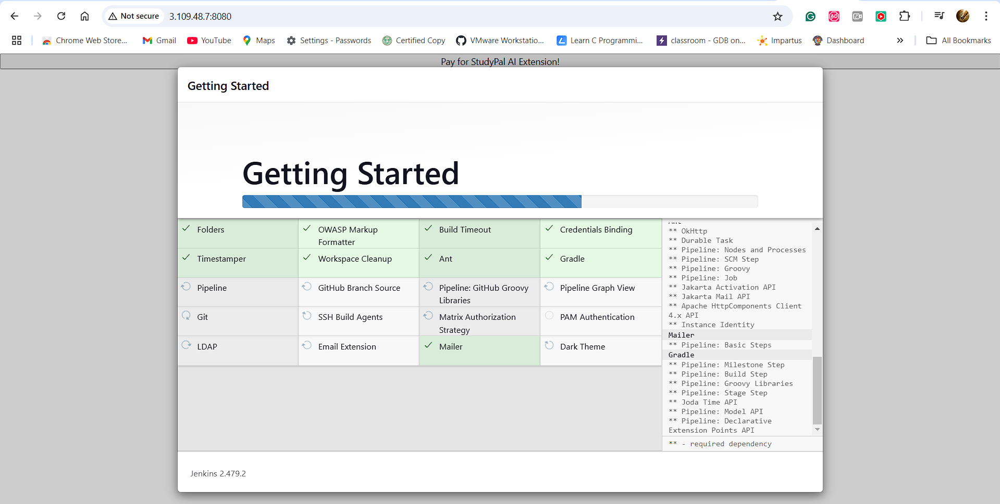 Not secure
3.109.48.7:8080
Chrome Web Store...
Gmail
YouTube
Maps
Settings - Passwords
Certified Copy
VMware Workstatio...
Learn C Programmi...
classroom - GDB on...
Impartus
Dashboard
All Bookmarks
Pay for StudyPal AI Extension!
Getting Started
Getting Started
Folders
OWASP Markup
Formatter
Build Timeout
Credentials Binding
Timestamper
Workspace Cleanup
Ant
Gradle
Pipeline
GitHub Branch Source
Pipeline: GitHub Groovy
Libraries
Pipeline Graph View
Git
SSH Build Agents
Matrix Authorization
Strategy
PAM Authentication
LDAP
Email Extension
Mailer
Dark Theme
Ant
** OkHttp
** Durable Task
** Pipeline: Nodes and Processes
** Pipeline: SCM Step
** Pipeline: Groovy
** Pipeline: Job
** Jakarta Activation API
** Jakarta Mail API
** Apache HttpComponents Client
4.x API
** Instance Identity
Mailer
** Pipeline: Basic Steps
Gradle
** Pipeline: Milestone Step
** Pipeline: Build Step
** Pipeline: Groovy Libraries
** Pipeline: Stage Step
** Joda Time API
** Pipeline: Model API
** Pipeline: Declarative
Extension Points API
** - required dependency
Jenkins 2.479.2